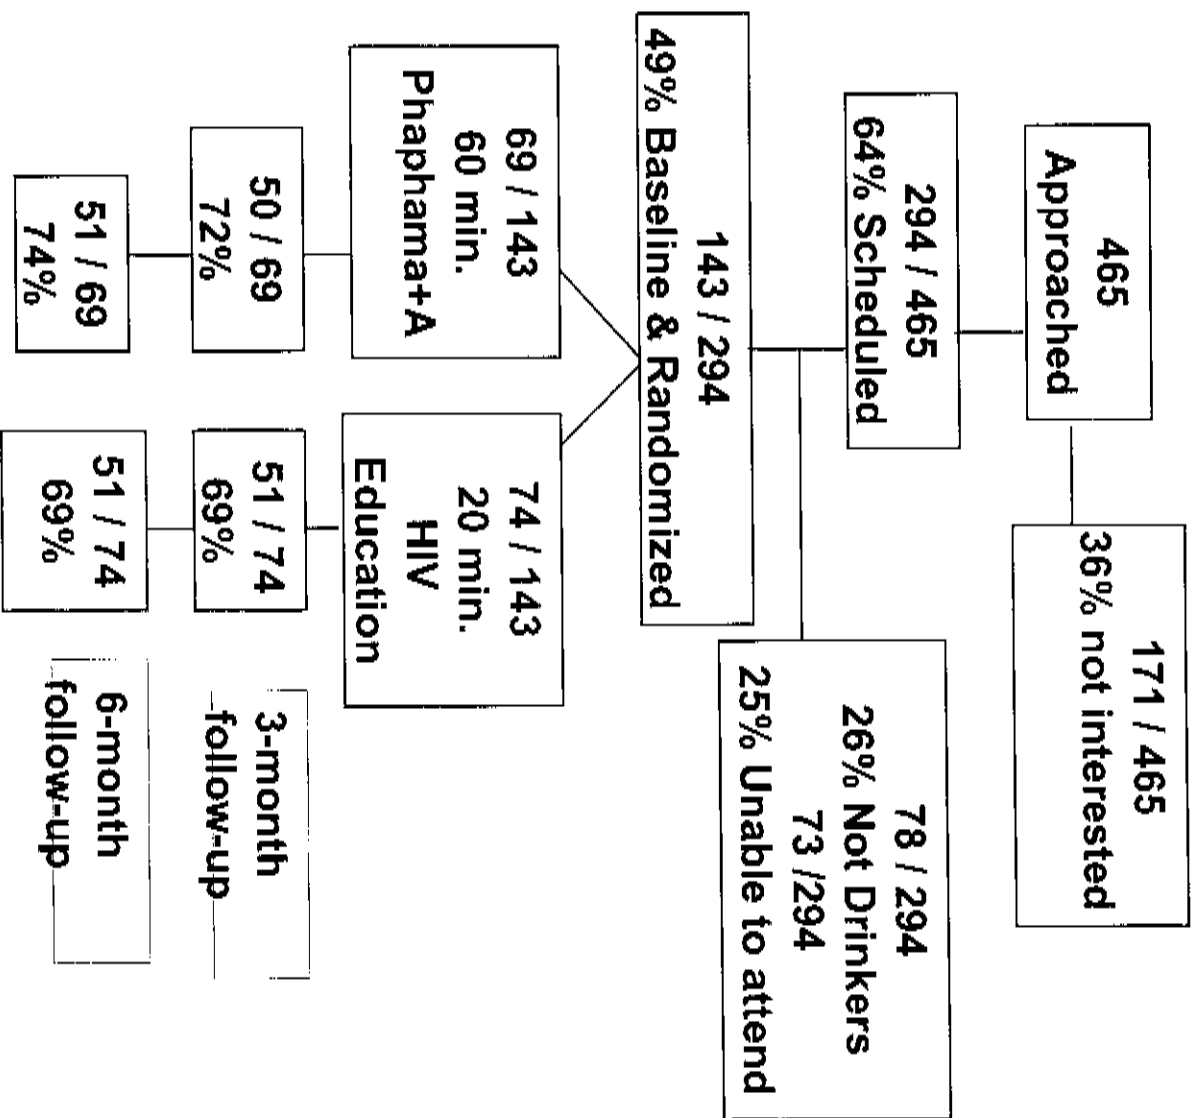 465
Approached
171 / 465
36% not interested
294 / 465
64% Scheduled
78 / 294
26% Not Drinkers
73 /294
25% Unable to attend
143 / 294
49% Baseline & Randomized
69 / 143
60 min.
Phaphama+A
74 / 143
20 min.
HIV
Education
50 / 69
72%
51 / 74
69%
3-month
follow-up
51 / 69
74%
51 / 74
69%
6-month
follow-up